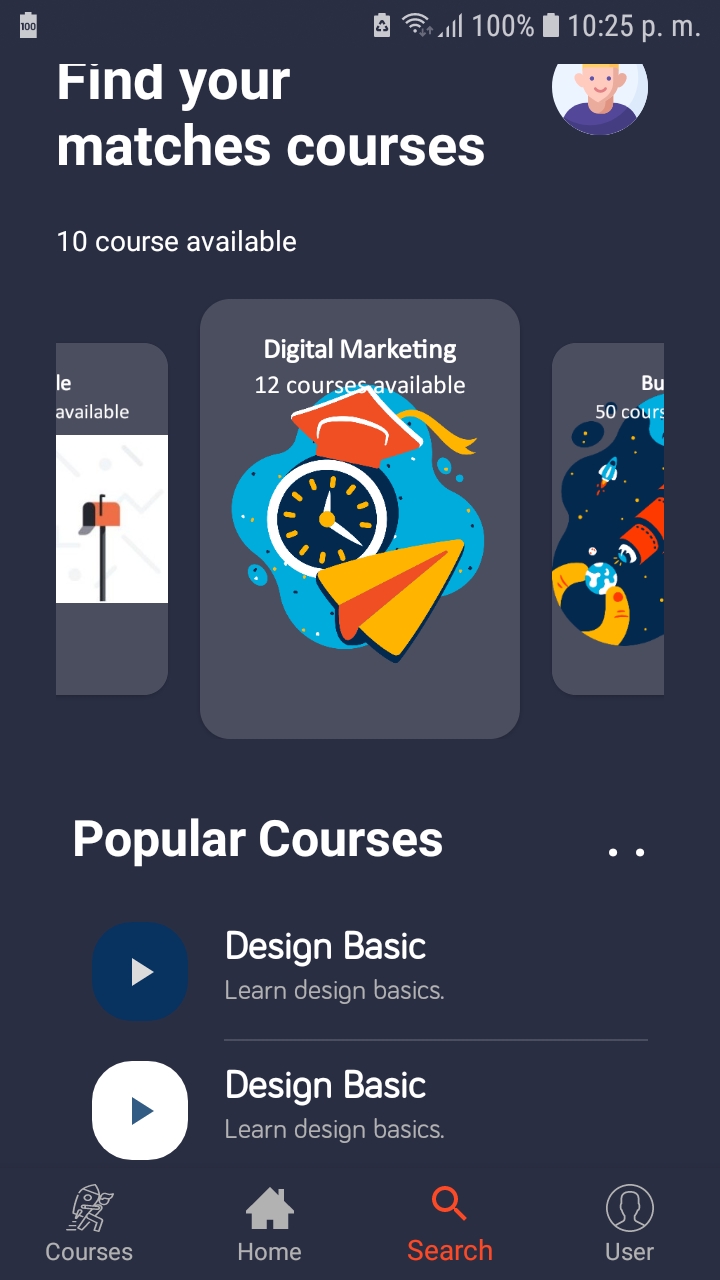 100 100% 10:25 p. m.
Find your
matches courses
10 course available
Digital Marketing
12 courses available
le
available
Bu
50 cours
Popular Courses
. .
Design Basic
Learn design basics.
Design Basic
Learn design basics.
Courses Home Search User